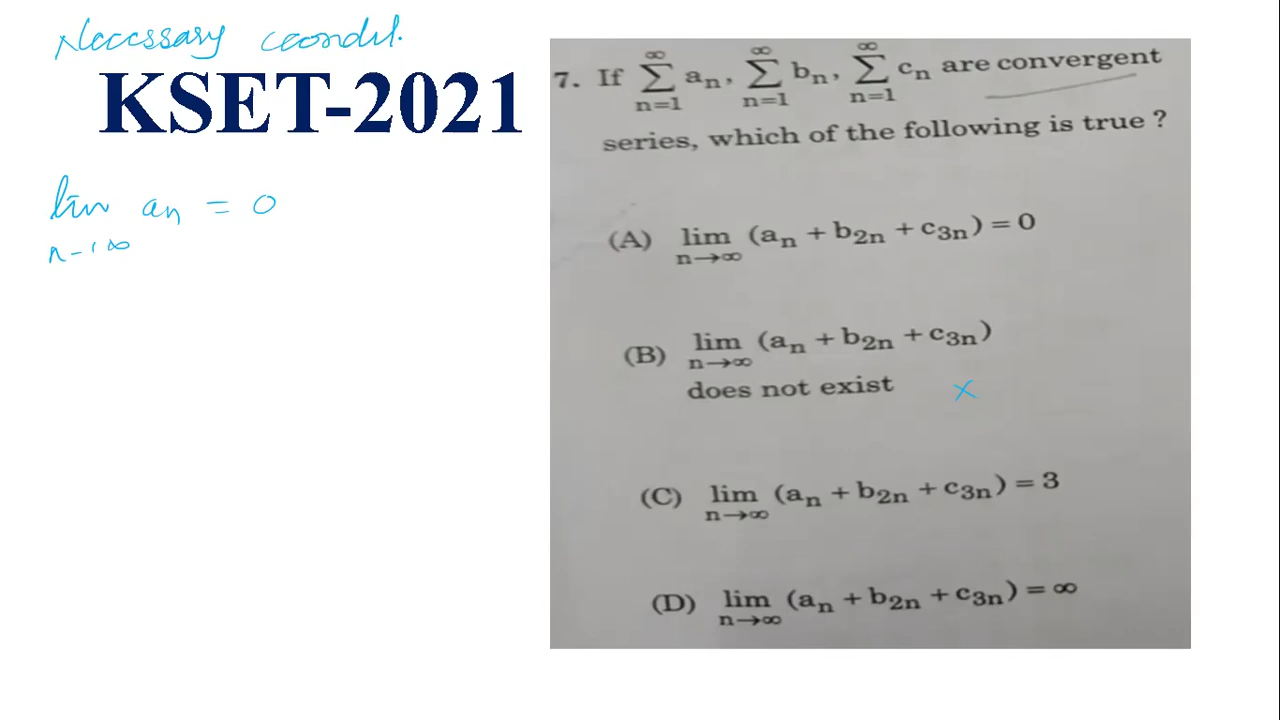 Necessary condit.
KSET-2021
lim an = 0
n→∞
7. If ∞∑n=1 an, ∞∑n=1 bn, ∞∑n=1 cn are convergent
series, which of the following is true ?
(A) lim n→∞ (an + b2n + c3n) = 0
(B) lim n→∞ (an + b2n + c3n)
does not exist ×
(C) lim n→∞ (an + b2n + c3n) = 3
(D) lim n→∞ (an + b2n + c3n) = ∞